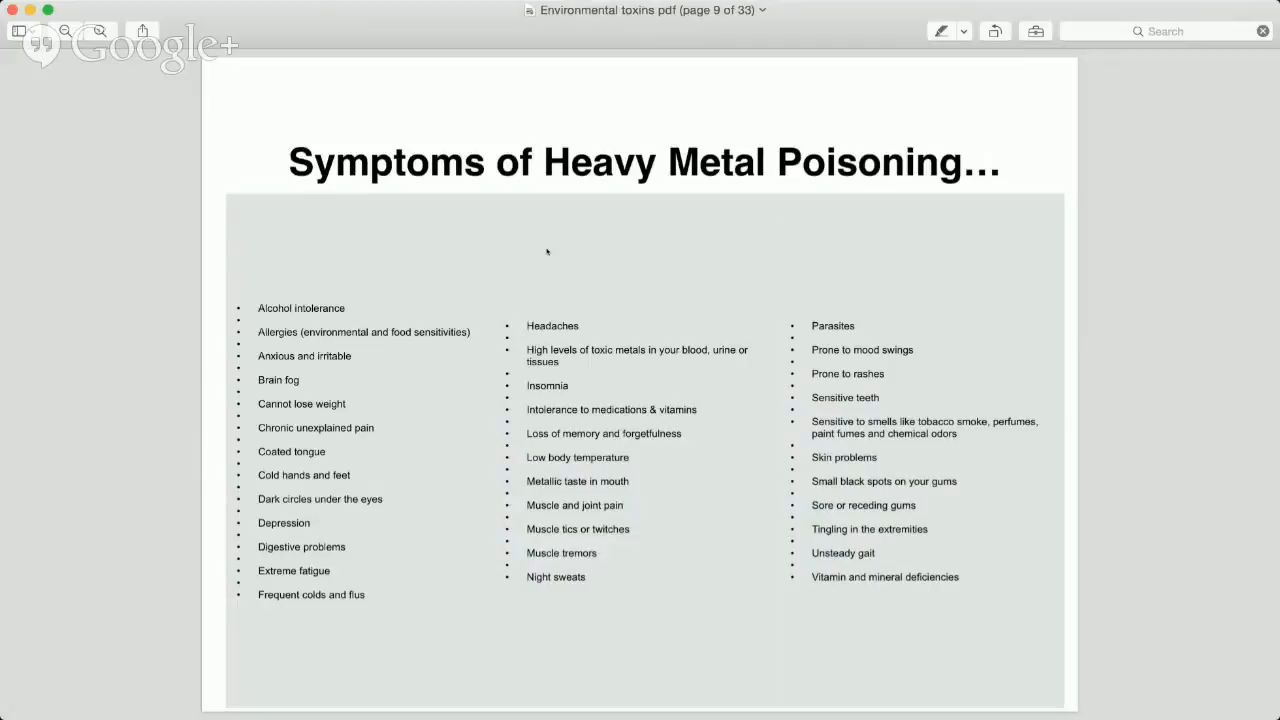 Environmental toxins pdf (page 9 of 33)
Search
Google+
Symptoms of Heavy Metal Poisoning...
• Alcohol intolerance
•
• Allergies (environmental and food sensitivities)
•
• Anxious and irritable
•
• Brain fog
•
• Cannot lose weight
•
• Chronic unexplained pain
•
• Coated tongue
•
• Cold hands and feet
•
• Dark circles under the eyes
•
• Depression
•
• Digestive problems
•
• Extreme fatigue
•
• Frequent colds and flus
• Headaches
•
• High levels of toxic metals in your blood, urine or
tissues
•
• Insomnia
•
• Intolerance to medications & vitamins
•
• Loss of memory and forgetfulness
•
• Low body temperature
•
• Metallic taste in mouth
•
• Muscle and joint pain
•
• Muscle tics or twitches
•
• Muscle tremors
•
• Night sweats
• Parasites
•
• Prone to mood swings
•
• Prone to rashes
•
• Sensitive teeth
•
• Sensitive to smells like tobacco smoke, perfumes,
paint fumes and chemical odors
•
• Skin problems
•
• Small black spots on your gums
•
• Sore or receding gums
•
• Tingling in the extremities
•
• Unsteady gait
•
• Vitamin and mineral deficiencies